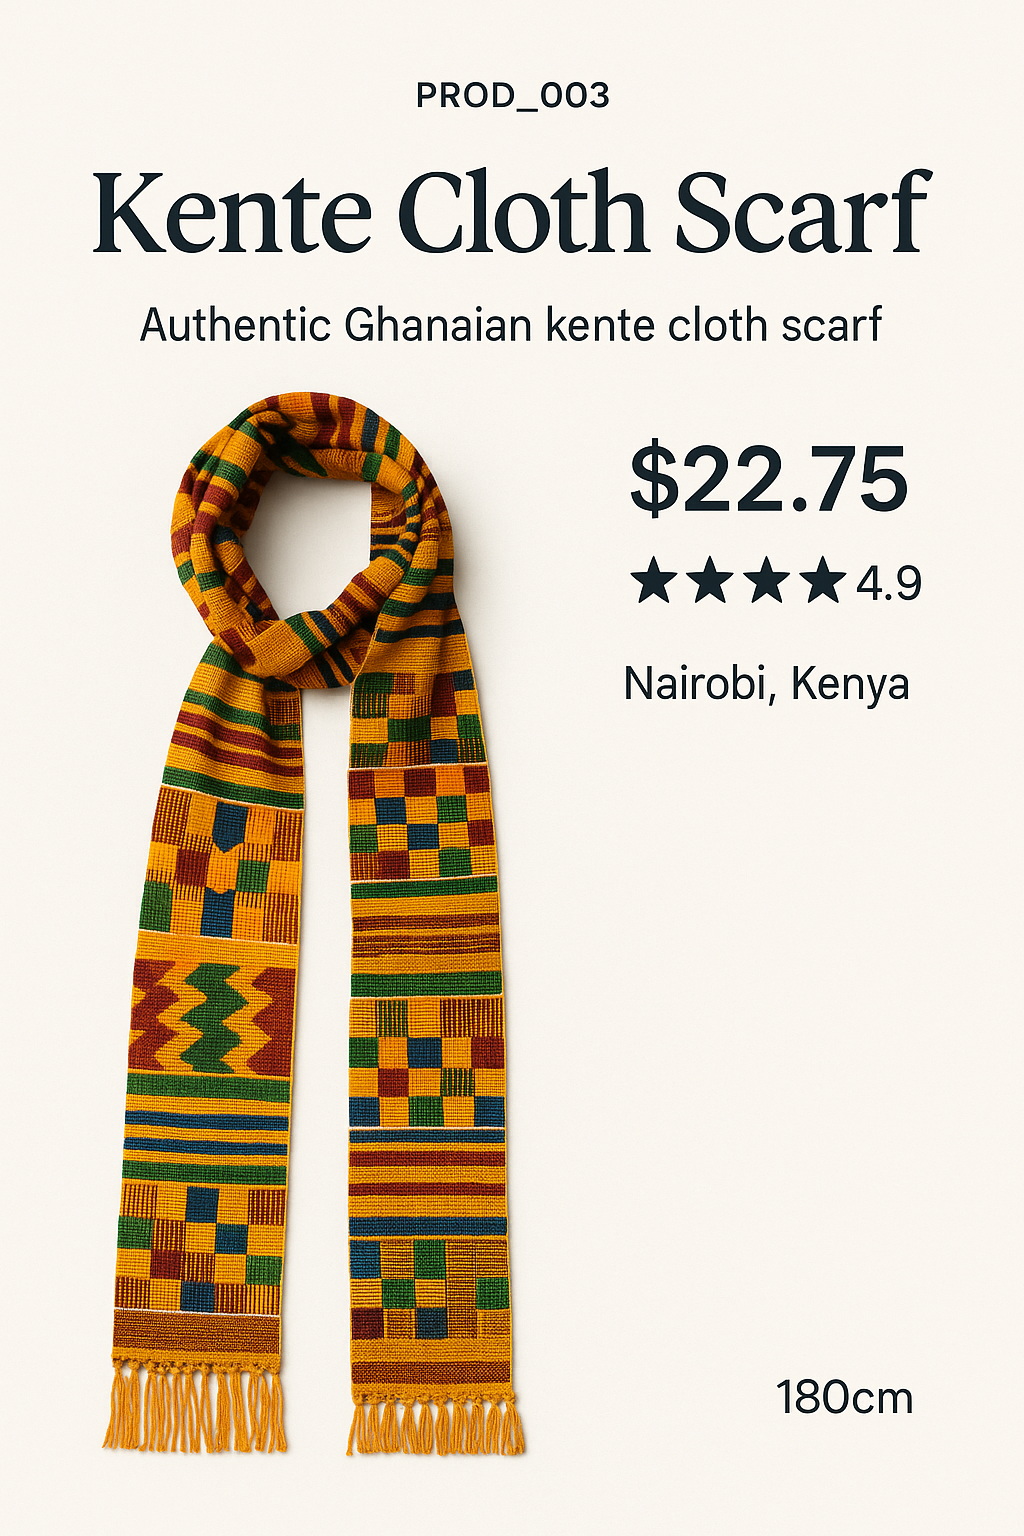 PROD_003
Kente Cloth Scarf
Authentic Ghanaian kente cloth scarf
$22.75
★★★★4.9
Nairobi, Kenya
180cm